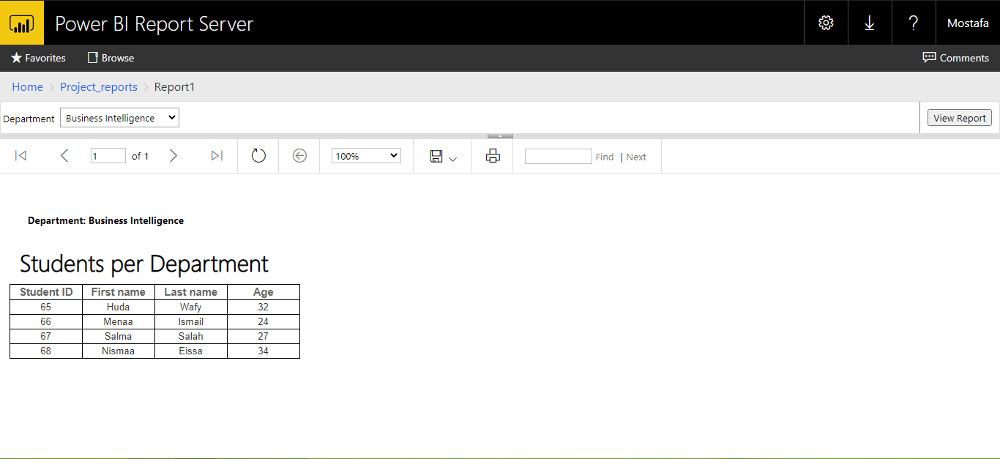 Power BI Report Server
?
Mostafa
Favorites
Browse
Comments
Home > Project_reports > Report1
Department
Business Intelligence
View Report
1 of 1
100%
Find | Next
Department: Business Intelligence
Students per Department
Student ID First name Last name Age
65 Huda Wafy 32
66 Menaa Ismail 24
67 Salma Salah 27
68 Nismaa Eissa 34